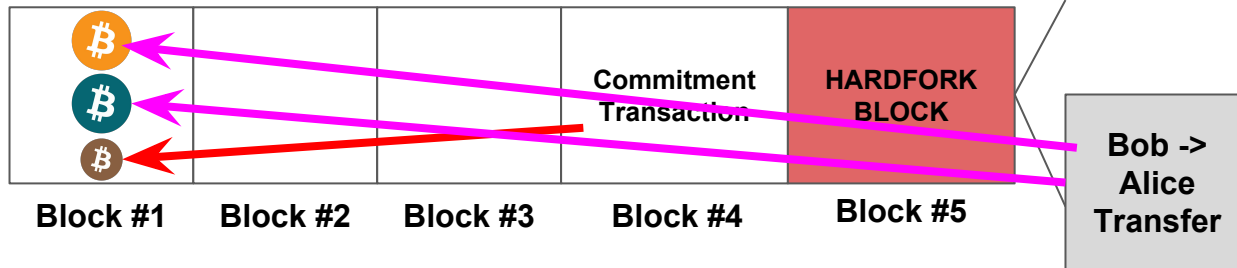 Commitment
Transaction
HARDFORK
BLOCK
Bob ->
Alice
Transfer
Block #1
Block #2
Block #3
Block #4
Block #5